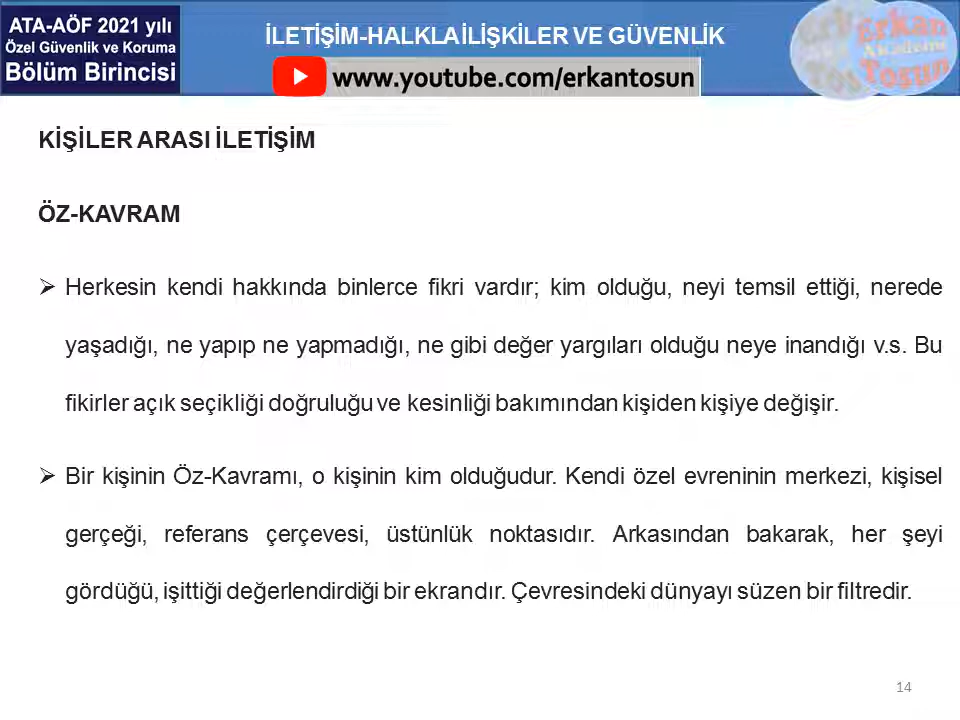 ATA-AÖF 2021 yılı
Özel Güvenlik ve Koruma
Bölüm Birincisi
İLETİŞİM-HALKLA İLİŞKİLER VE GÜVENLİK
www.youtube.com/erkantosun
Erkan
Akademi
Tosun
KİŞİLER ARASI İLETİŞİM
ÖZ-KAVRAM
➢ Herkesin kendi hakkında binlerce fikri vardır; kim olduğu, neyi temsil ettiği, nerede
yaşadığı, ne yapıp ne yapmadığı, ne gibi değer yargıları olduğu neye inandığı v.s. Bu
fikirler açık seçikliği doğruluğu ve kesinliği bakımından kişiden kişiye değişir.
➢ Bir kişinin Öz-Kavramı, o kişinin kim olduğudur. Kendi özel evreninin merkezi, kişisel
gerçeği, referans çerçevesi, üstünlük noktasıdır. Arkasından bakarak, her şeyi
gördüğü, işittiği değerlendirdiği bir ekrandır. Çevresindeki dünyayı süzen bir filtredir.
14